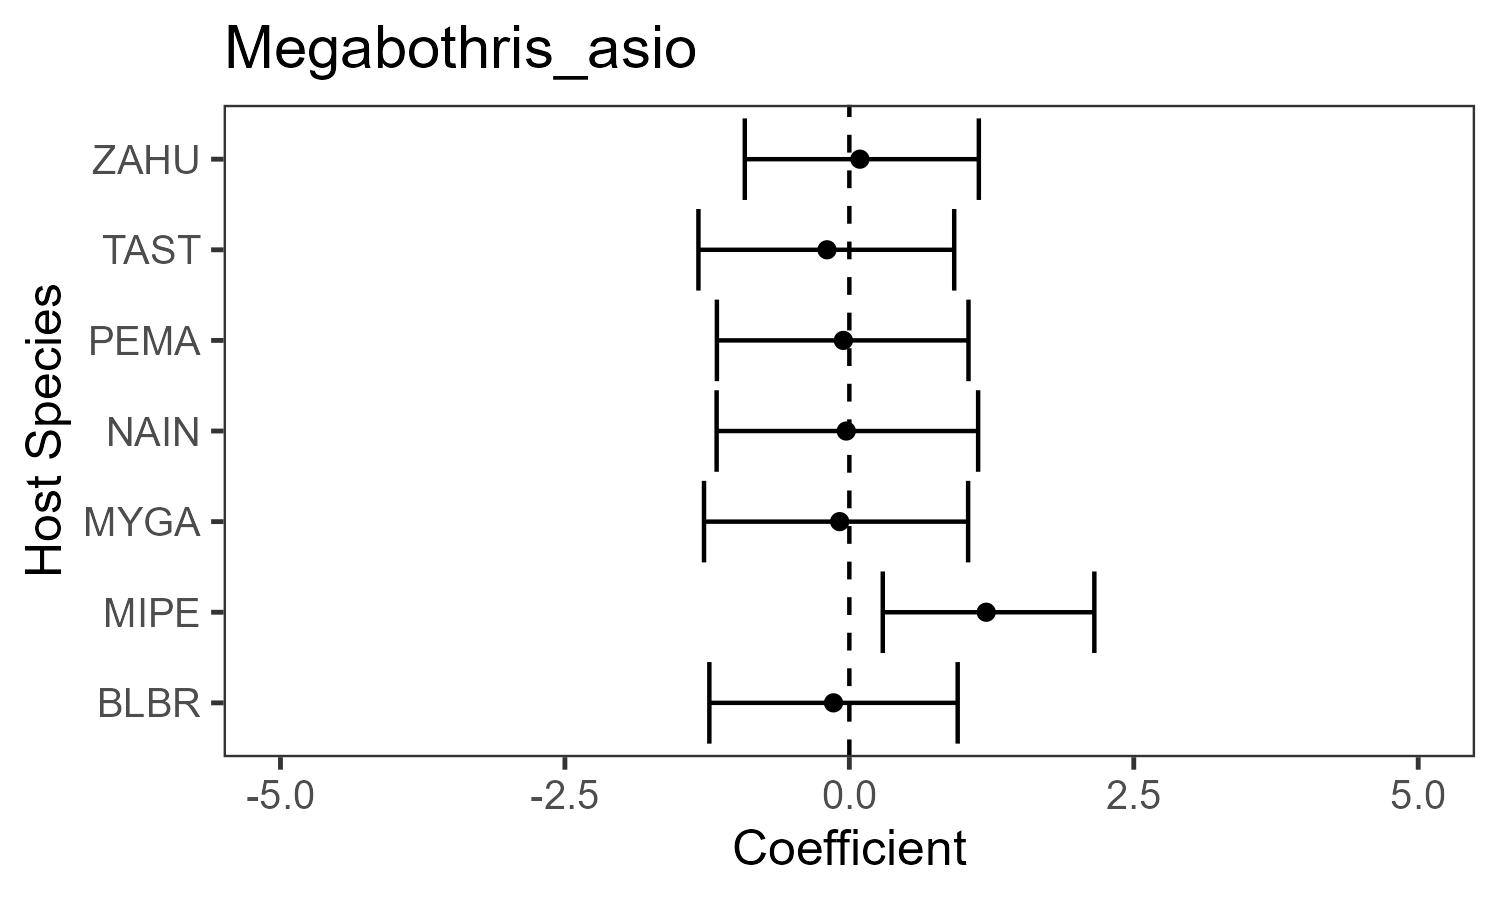 Megabothris_asio
Host Species
ZAHU
TAST
PEMA
NAIN
MYGA
MIPE
BLBR
-5.0 -2.5 0.0 2.5 5.0
Coefficient